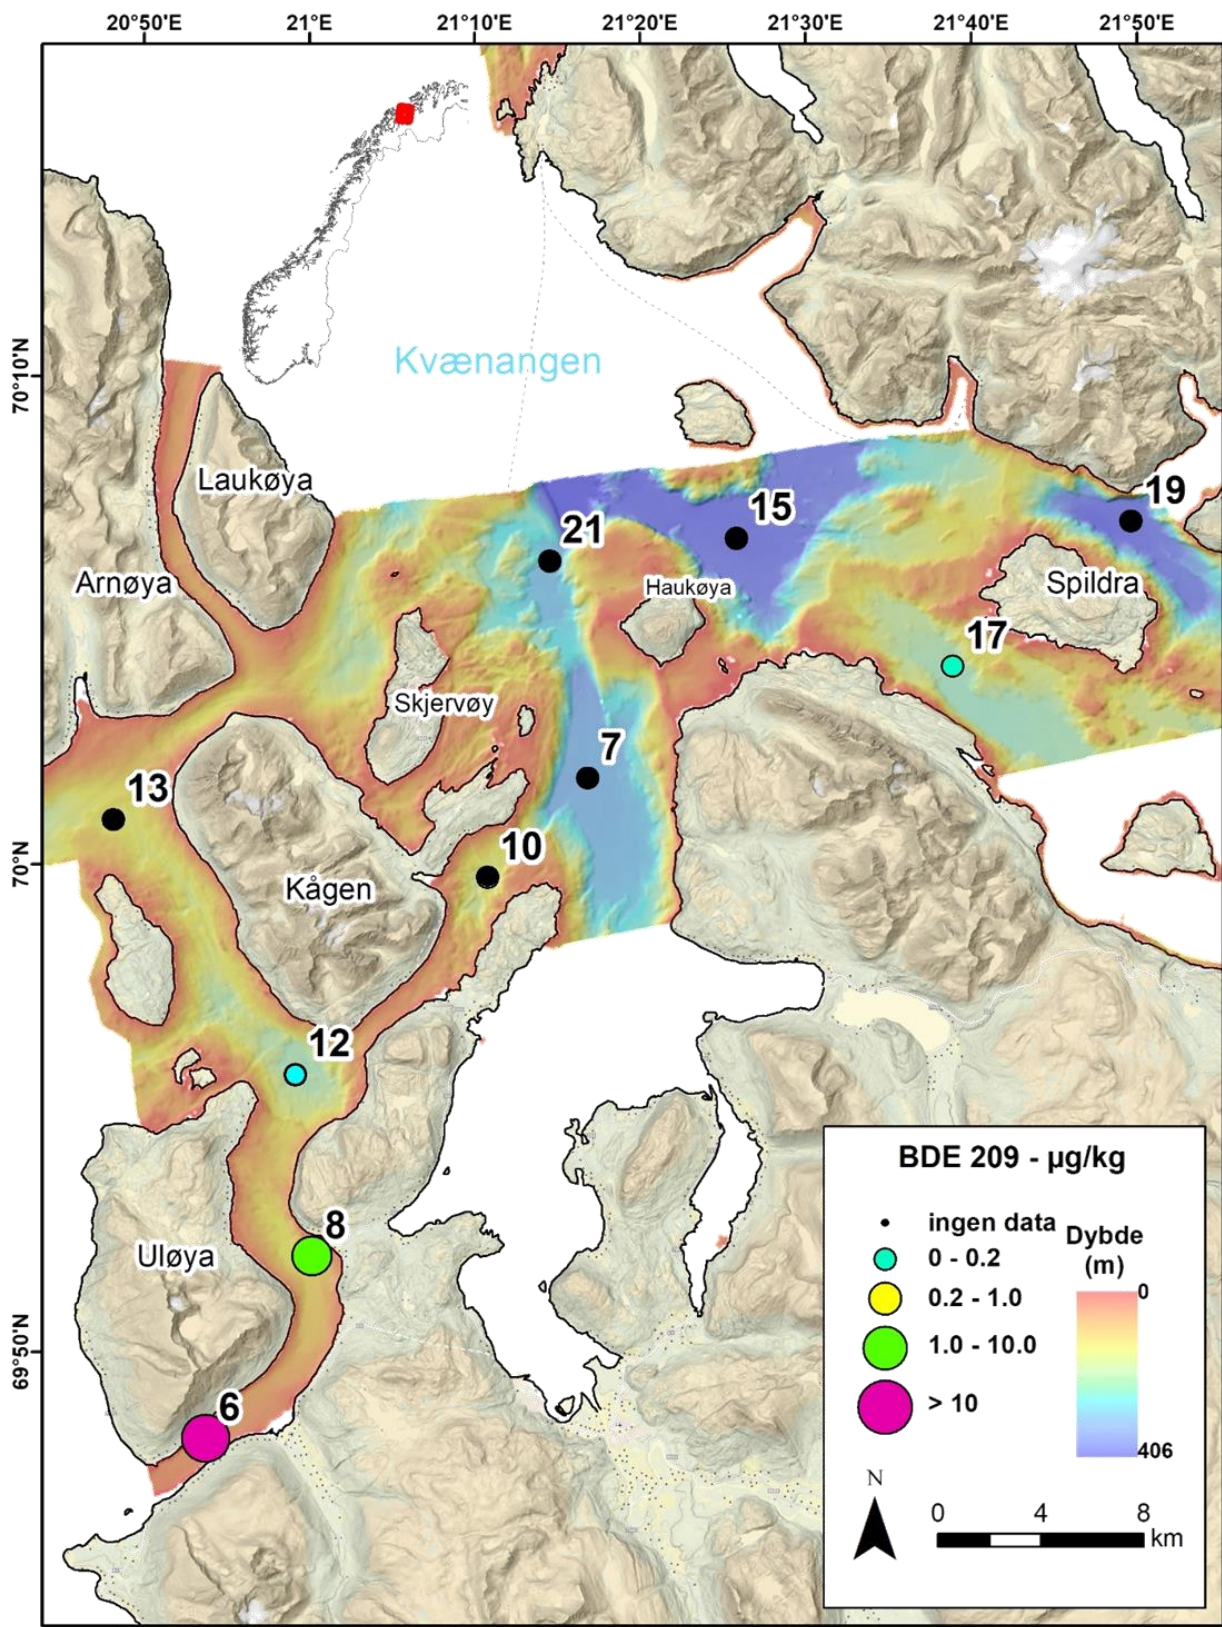 20°50'E 21°E 21°10'E 21°20'E 21°30'E 21°40'E 21°50'E
70°10'N
Kvænangen
Laukøya
19
15
21
Arnøya
Haukøya
Spildra
17
Skjervøy
7
13
10
70°N
Kågen
12
8
Uløya
69°50'N
6
BDE 209 - µg/kg
ingen data
0 - 0.2
0.2 - 1.0
1.0 - 10.0
> 10
Dybde
(m)
0
406
N
0 4 8
km